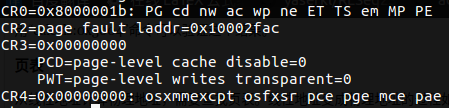 CR0=0x8000001b: PG cd nw ac wp ne ET TS em MP PE
CR2=page fault laddr=0x10002fac
CR3=0x00000000
    PCD=page-level cache disable=0
    PWT=page-level writes transparent=0
CR4=0x00000000: osxmmexcpt osfxsr pce pge mce pae